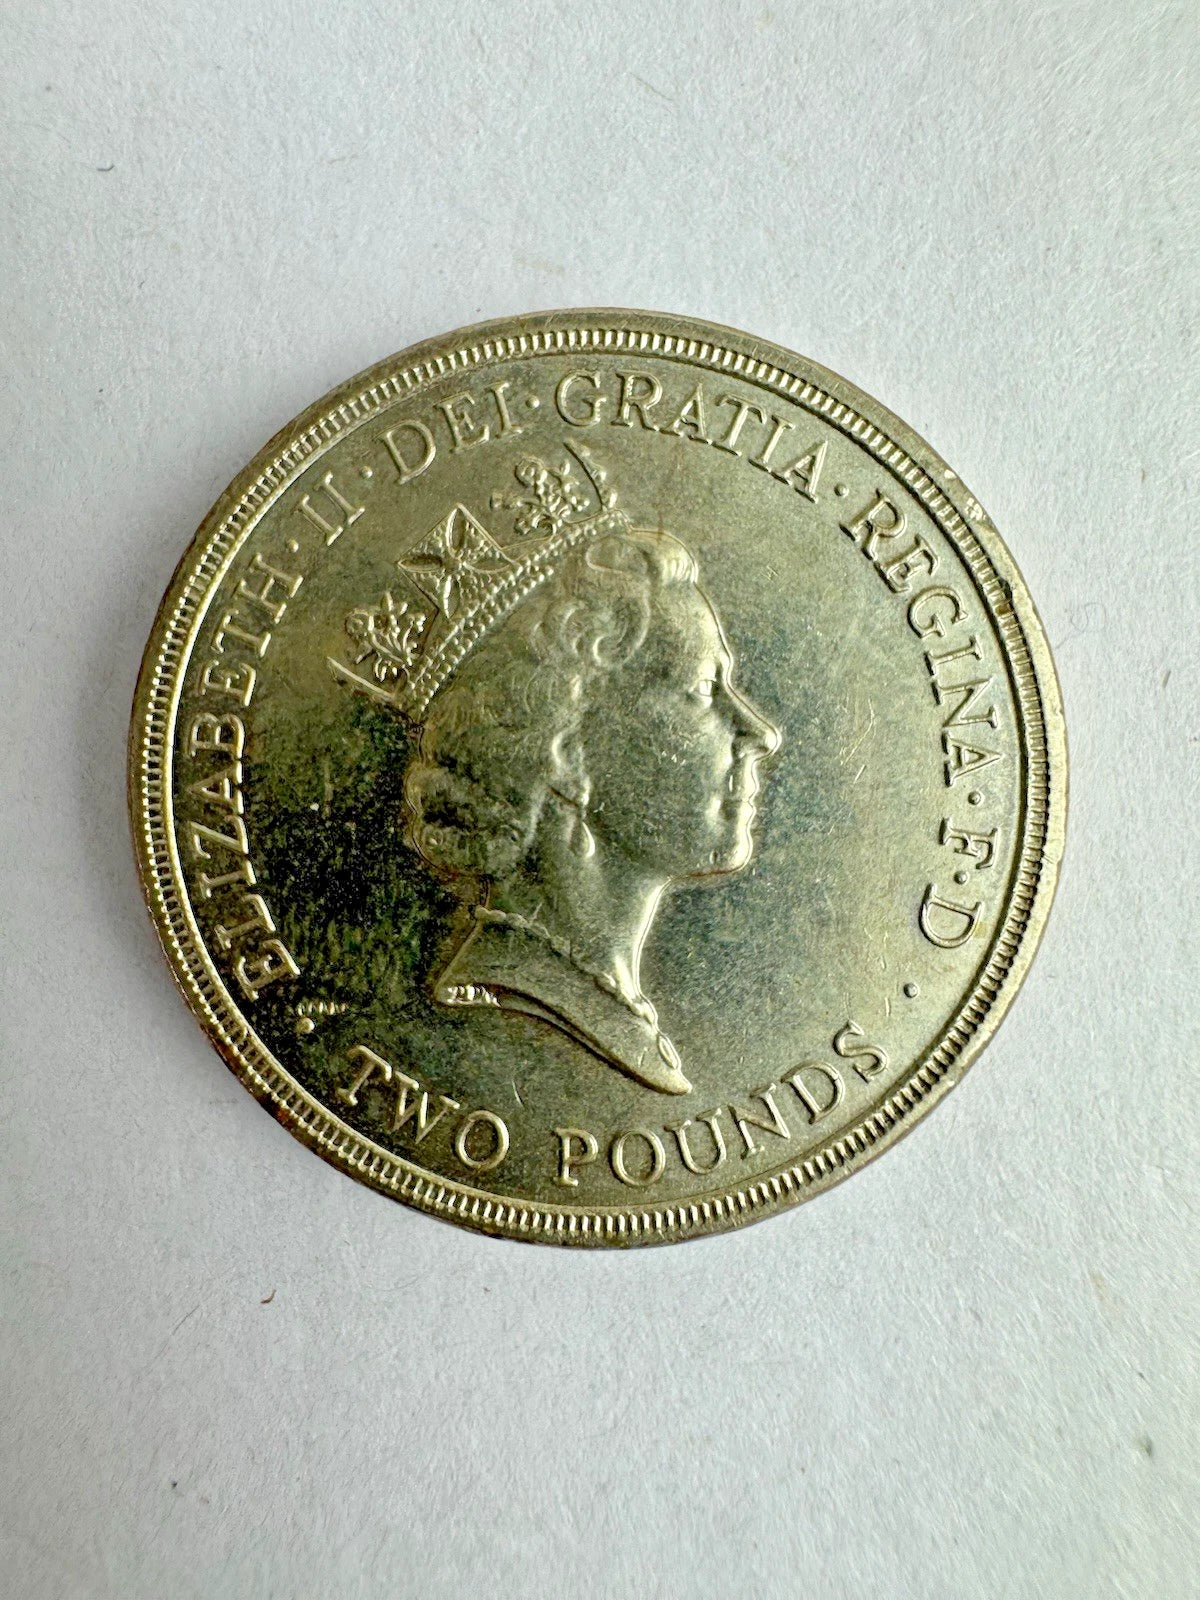 ELIZABETH·II·DEI·GRATIA·REGINA·F·D·
·TWO POUNDS